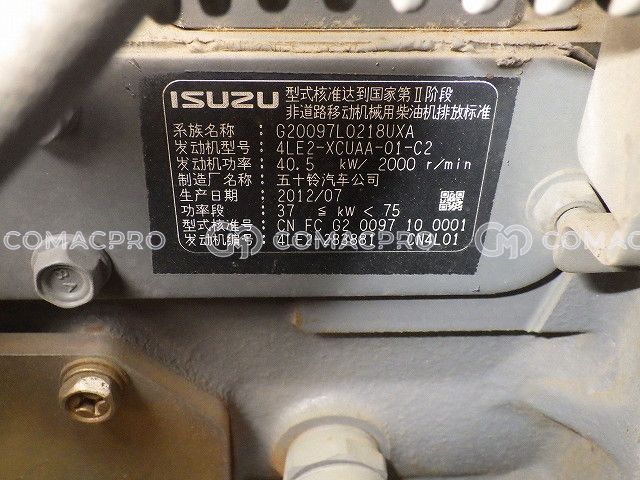 ISUZU
型式核准达到国家第Ⅱ阶段
非道路移动机械用柴油机排放标准
系族名称 : G20097L0218UXA
发动机型号 : 4LE2-XCUAA-01-C2
发动机功率 : 40.5 kW/ 2000 r/min
制造厂名称 : 五十铃汽车公司
生产日期 : 2012/07
功率段 : 37 ≤ kW < 75
型式核准号 : CN FC G2 0097 10 0001
发动机编号 : 4LE2-283861 CN4L01
COMACPRO COMACPRO COMACPRO